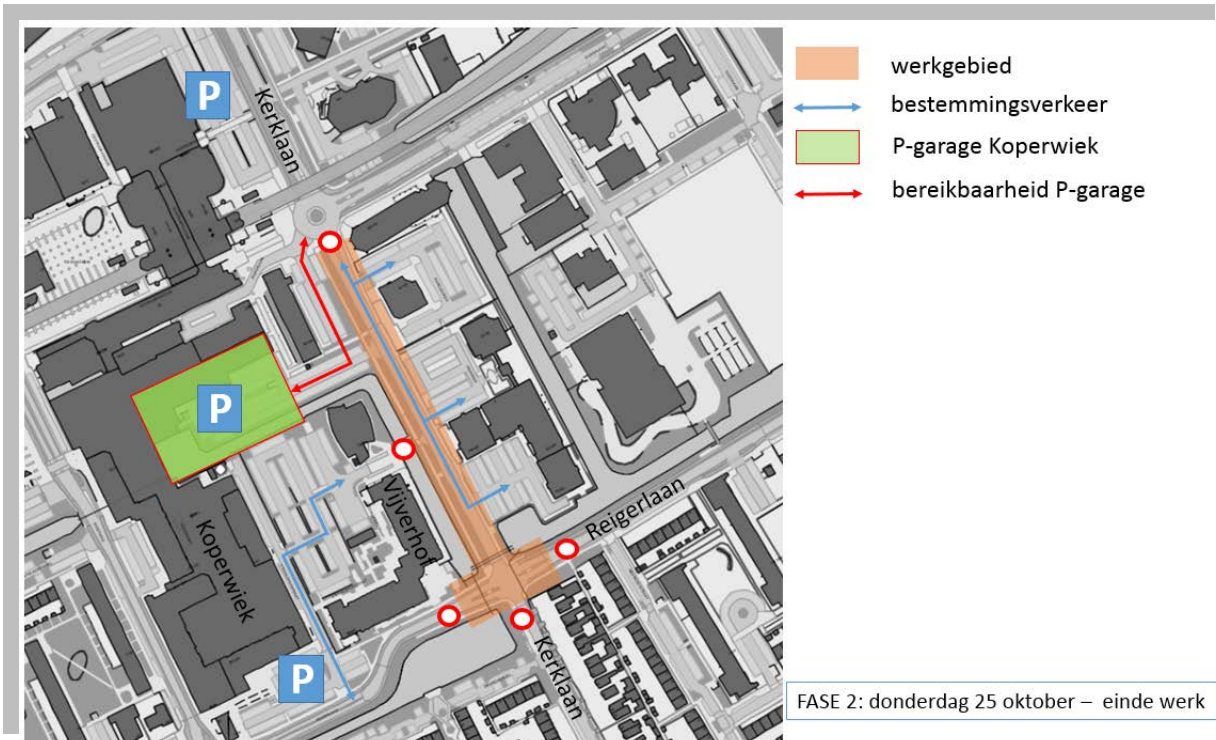 P
Kerklaan
P
Koperwiek
Vijverhof
Reigerlaan
P
Kerklaan
werkgebied
bestemmingsverkeer
P-garage Koperwiek
bereikbaarheid P-garage
FASE 2: donderdag 25 oktober – einde werk